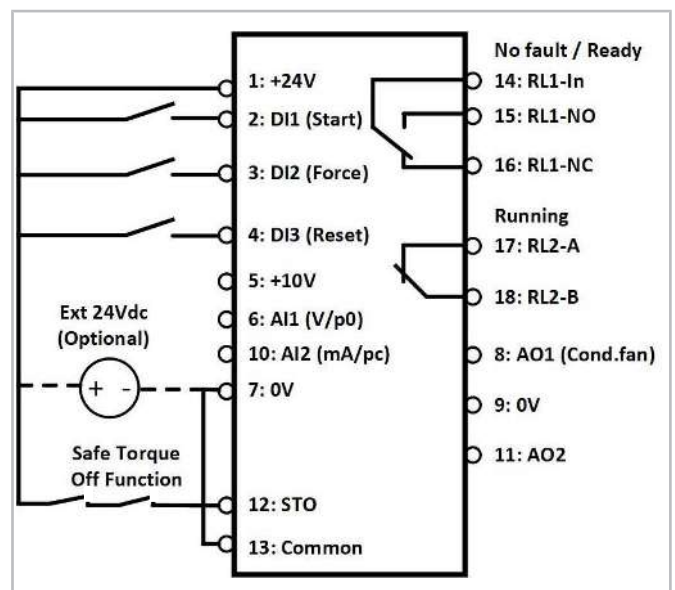 1: +24V
2: DI1 (Start)
3: DI2 (Force)
4: DI3 (Reset)
5: +10V
6: AI1 (V/p0)
10: AI2 (mA/pc)
7: 0V
12: STO
13: Common
Ext 24Vdc
(Optional)
+ -
Safe Torque
Off Function
No fault / Ready
14: RL1-In
15: RL1-NO
16: RL1-NC
Running
17: RL2-A
18: RL2-B
8: AO1 (Cond.fan)
9: 0V
11: AO2